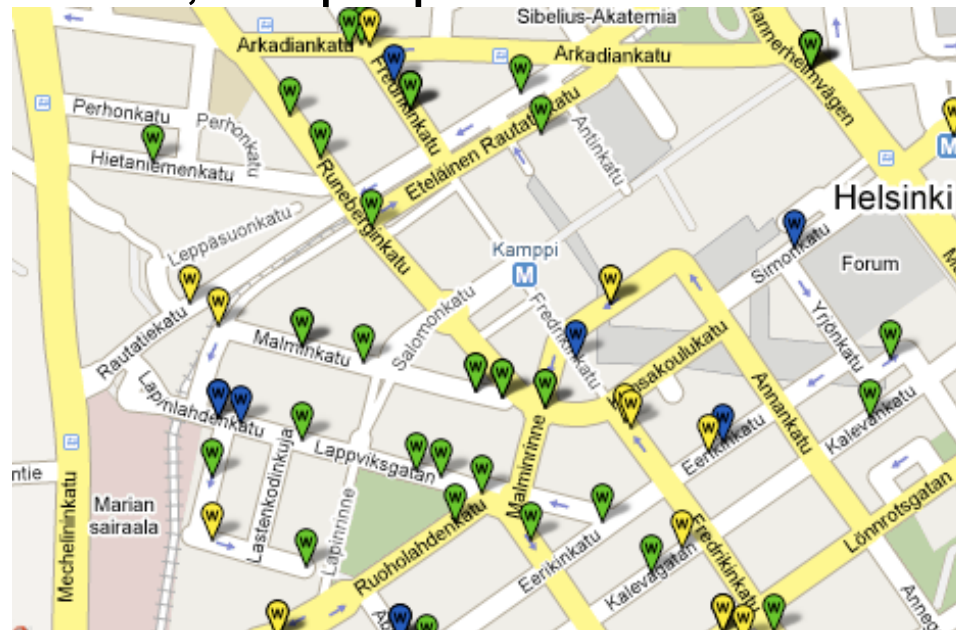 Sibelius-Akatemia
Arkadiankatu
Arkadiankatu
Mannerheimvägen
Fredrikinkatu
Perhonkatu
Perhonkatu
Hietaniemenkatu
Eteläinen Rautatiekatu
Antinkatu
M
Runeberginkatu
Helsinki
Leppäsuonkatu
Kamppi
M
Simonkatu
Forum
Rautatiekatu
Malminkatu
Salomonkatu
Fredrikinkatu
Yrjönkatu
Annankatu
Lapinlahdenkatu
Lappviksgatan
Malminrinne
Eerikinkatu
Kalevankatu
Lastenkodinkuja
Lapinrinne
Marian
sairaala
Mechelininkatu
Ruoholahdenkatu
Eerikinkatu
Kalevagatan
Fredrikinkatu
Lönnrotsgatan